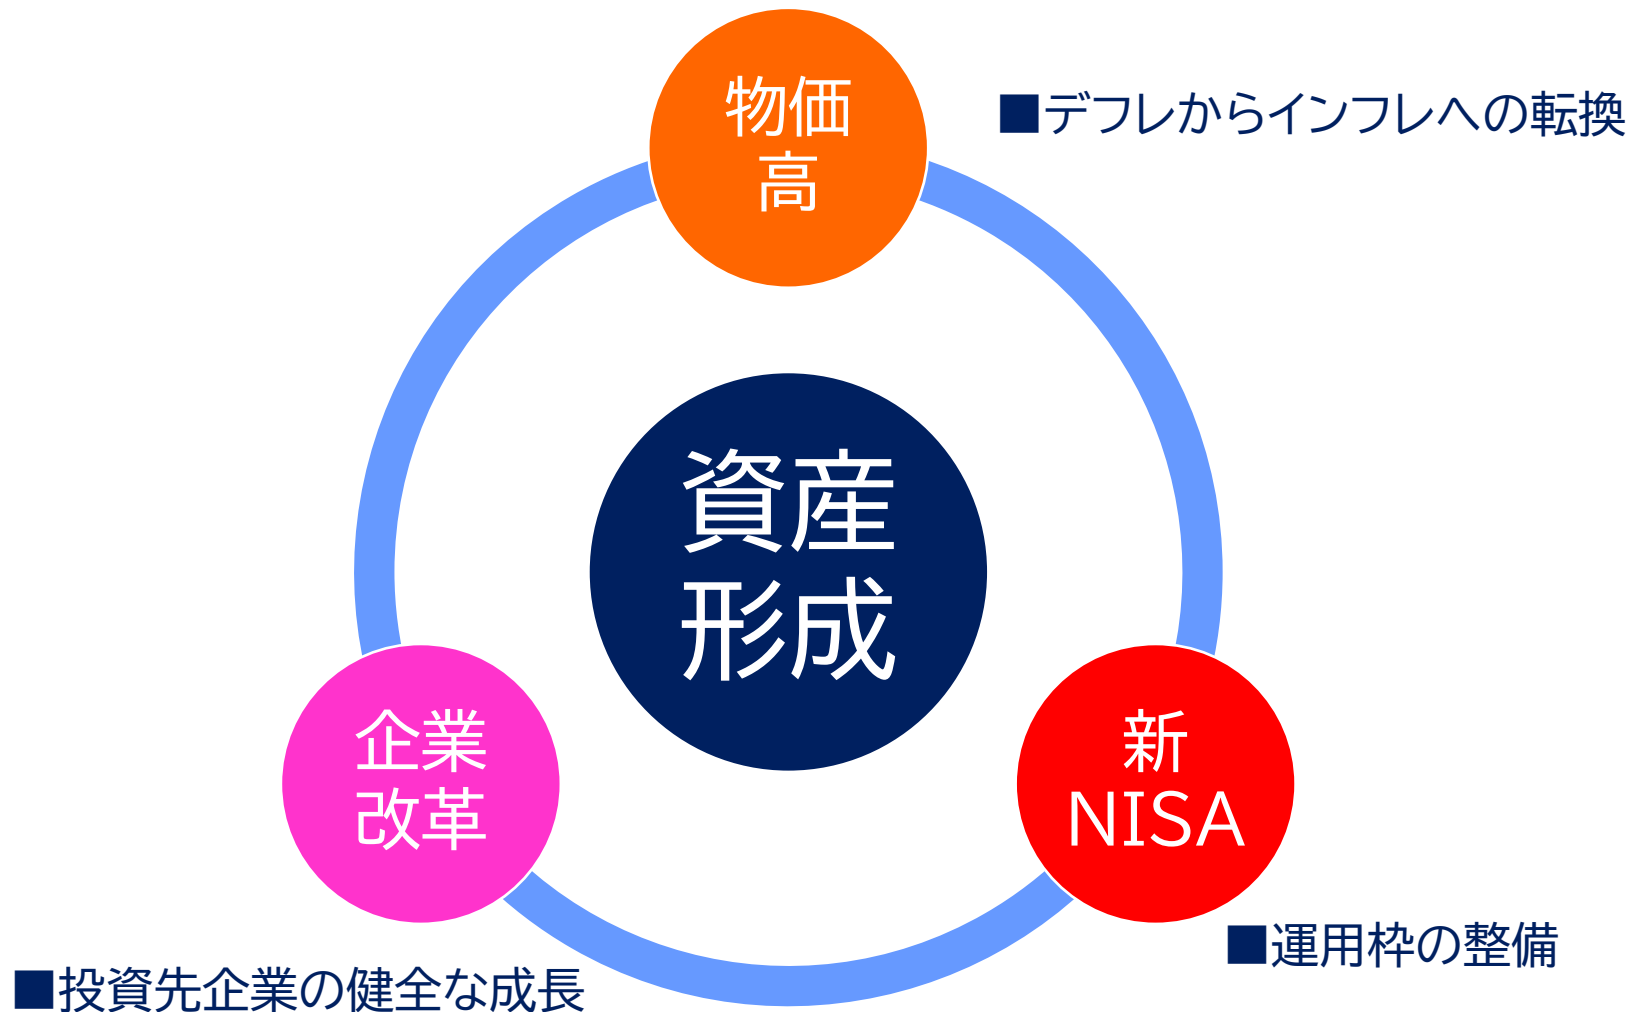 物価
高
■デフレからインフレへの転換
資産
形成
企業
改革
新
NISA
■運用枠の整備
■投資先企業の健全な成長